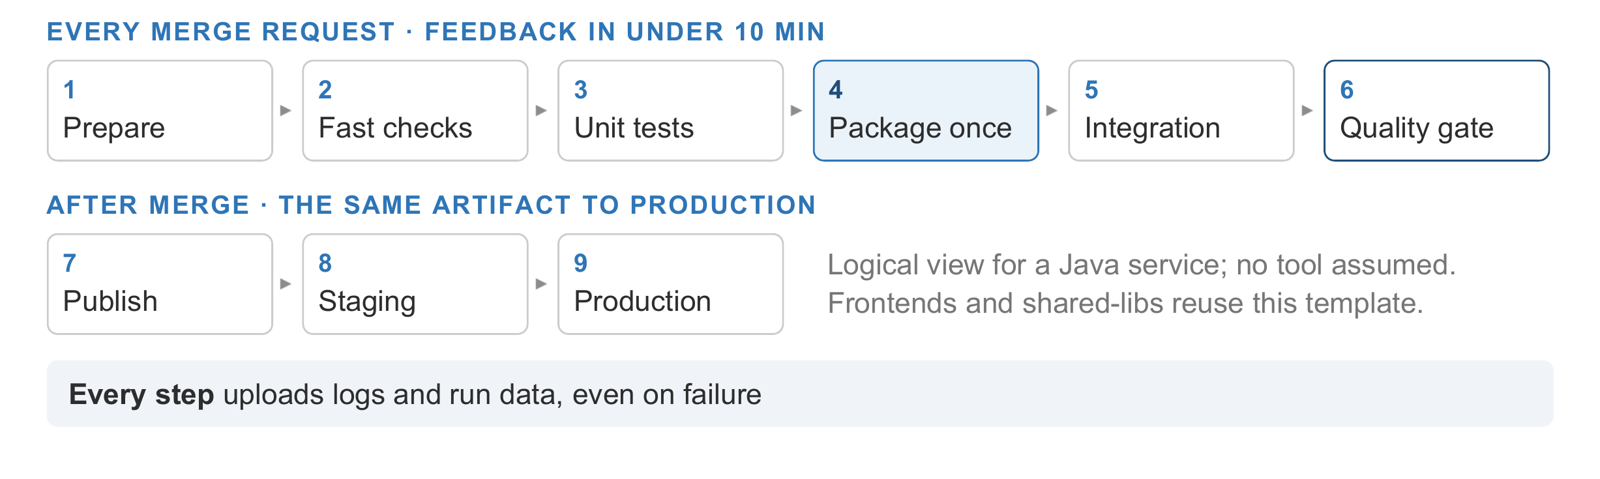 EVERY MERGE REQUEST · FEEDBACK IN UNDER 10 MIN
1
Prepare
2
Fast checks
3
Unit tests
4
Package once
5
Integration
6
Quality gate
AFTER MERGE · THE SAME ARTIFACT TO PRODUCTION
7
Publish
8
Staging
9
Production
Logical view for a Java service; no tool assumed.
Frontends and shared-libs reuse this template.
Every step uploads logs and run data, even on failure